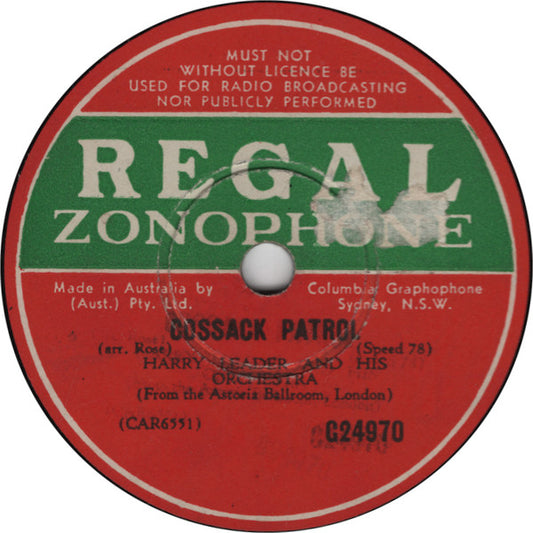 MUST NOT
WITHOUT LICENCE BE
USED FOR RADIO BROADCASTING
NOR PUBLICLY PERFORMED
REGAL
ZONOPHONE
Made in Australia by Columbia Graphophone
(Aust.) Pty. Ltd. Sydney, N.S.W.
COSSACK PATROL
(arr. Rose) (Speed 78)
HARRY LEADER AND HIS
ORCHESTRA
(From the Astoria Ballroom, London)
(CAR6551) G24970